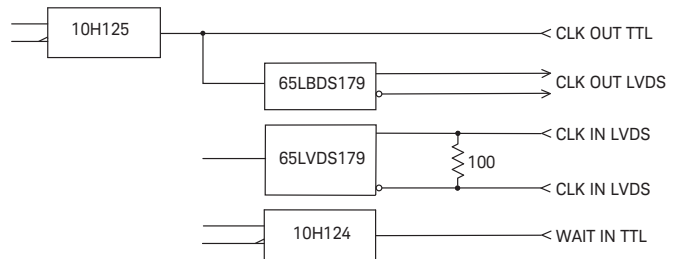 10H125
CLK OUT TTL
65LBDS179
CLK OUT LVDS
CLK IN LVDS
65LVDS179
100
CLK IN LVDS
10H124
WAIT IN TTL